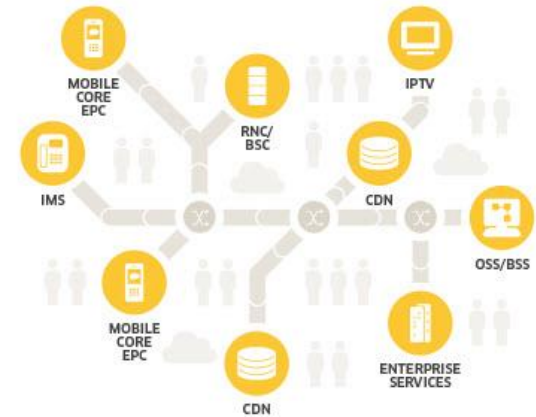 MOBILE
CORE
EPC
RNC/
BSC
IPTV
IMS
CDN
OSS/BSS
MOBILE
CORE
EPC
ENTERPRISE
SERVICES
CDN